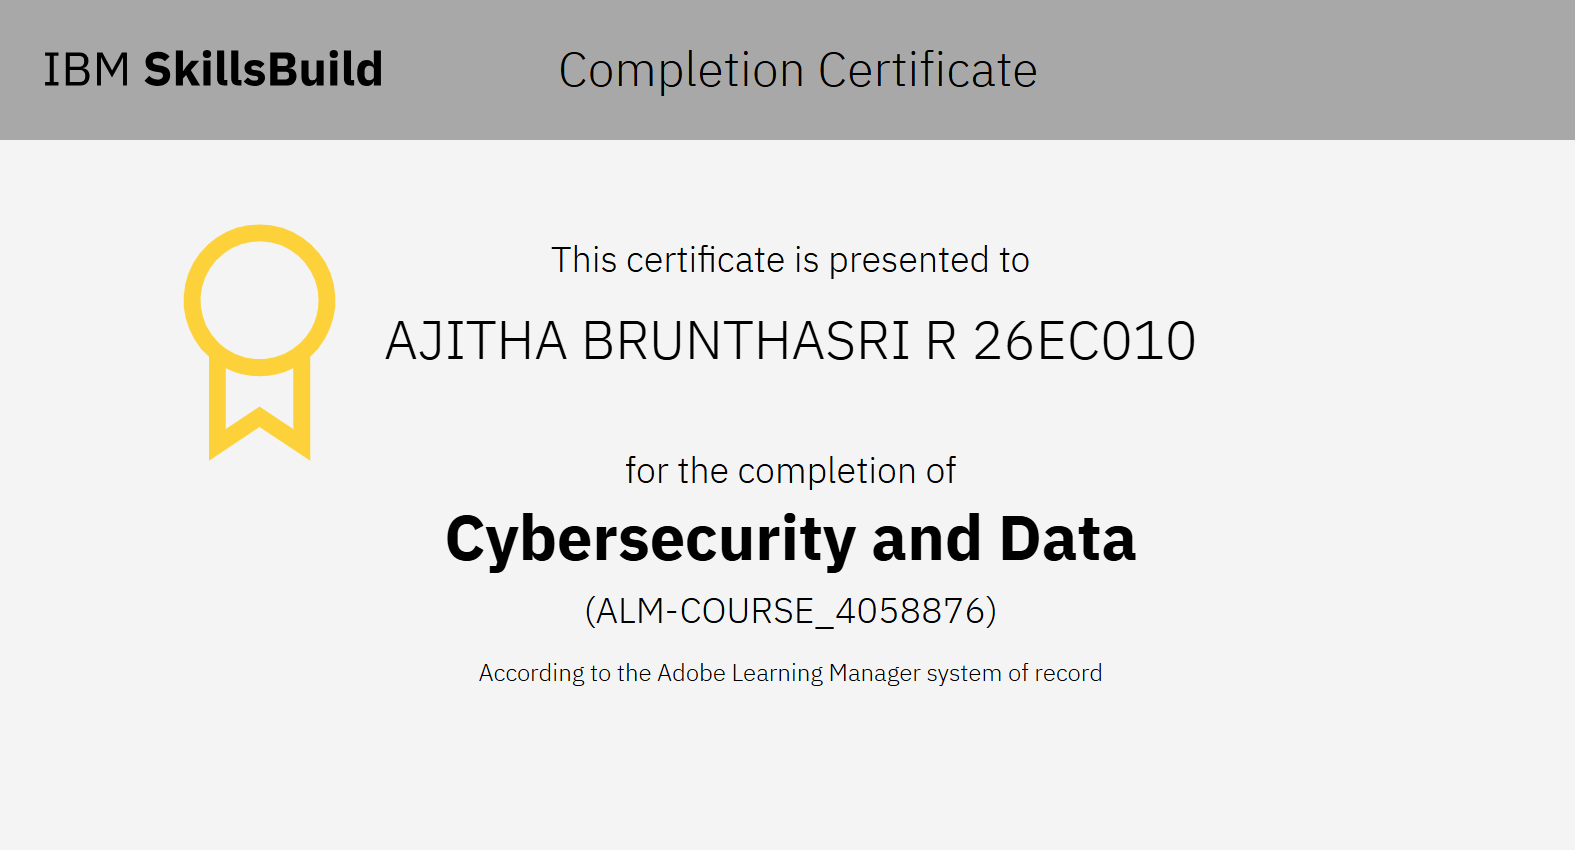 IBM SkillsBuild
Completion Certificate
This certificate is presented to
AJITHA BRUNTHASRI R 26EC010
for the completion of
Cybersecurity and Data
(ALM-COURSE_4058876)
According to the Adobe Learning Manager system of record